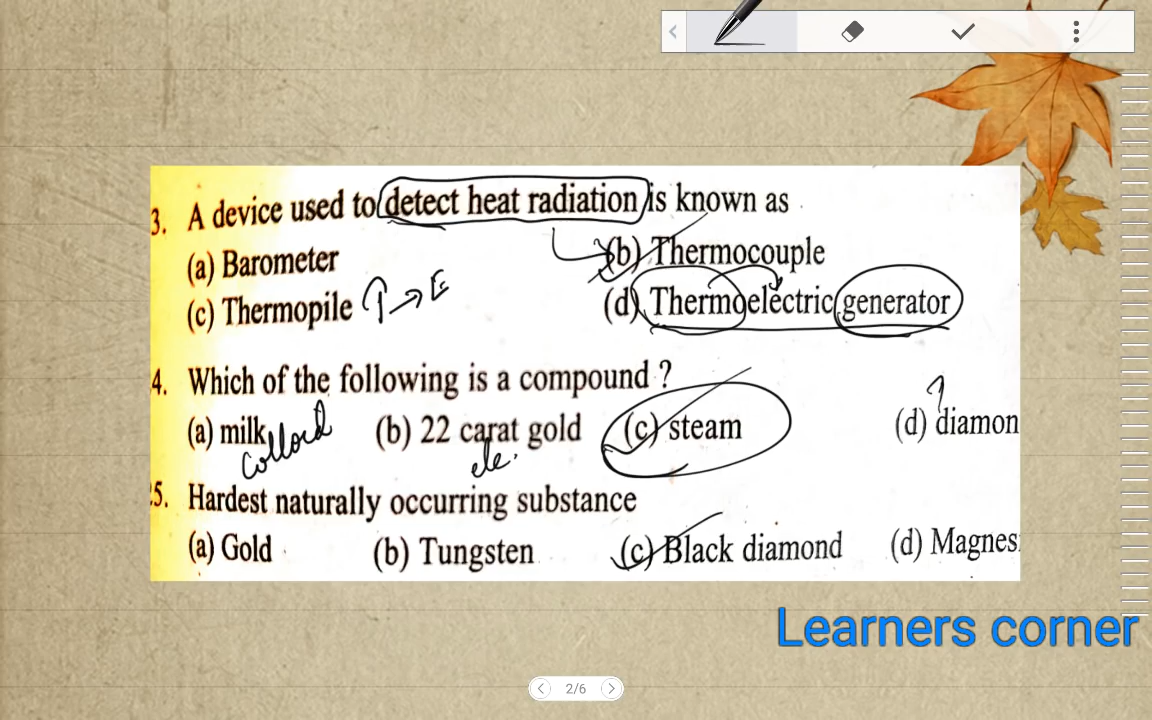 3. A device used to detect heat radiation is known as
(a) Barometer (b) Thermocouple
(c) Thermopile T → E (d) Thermoelectric generator
4. Which of the following is a compound ?
(a) milk (b) 22 carat gold (c) steam (d) diamon
colloid ele.
5. Hardest naturally occurring substance
(a) Gold (b) Tungsten (c) Black diamond (d) Magnes
Learners corner
2/6